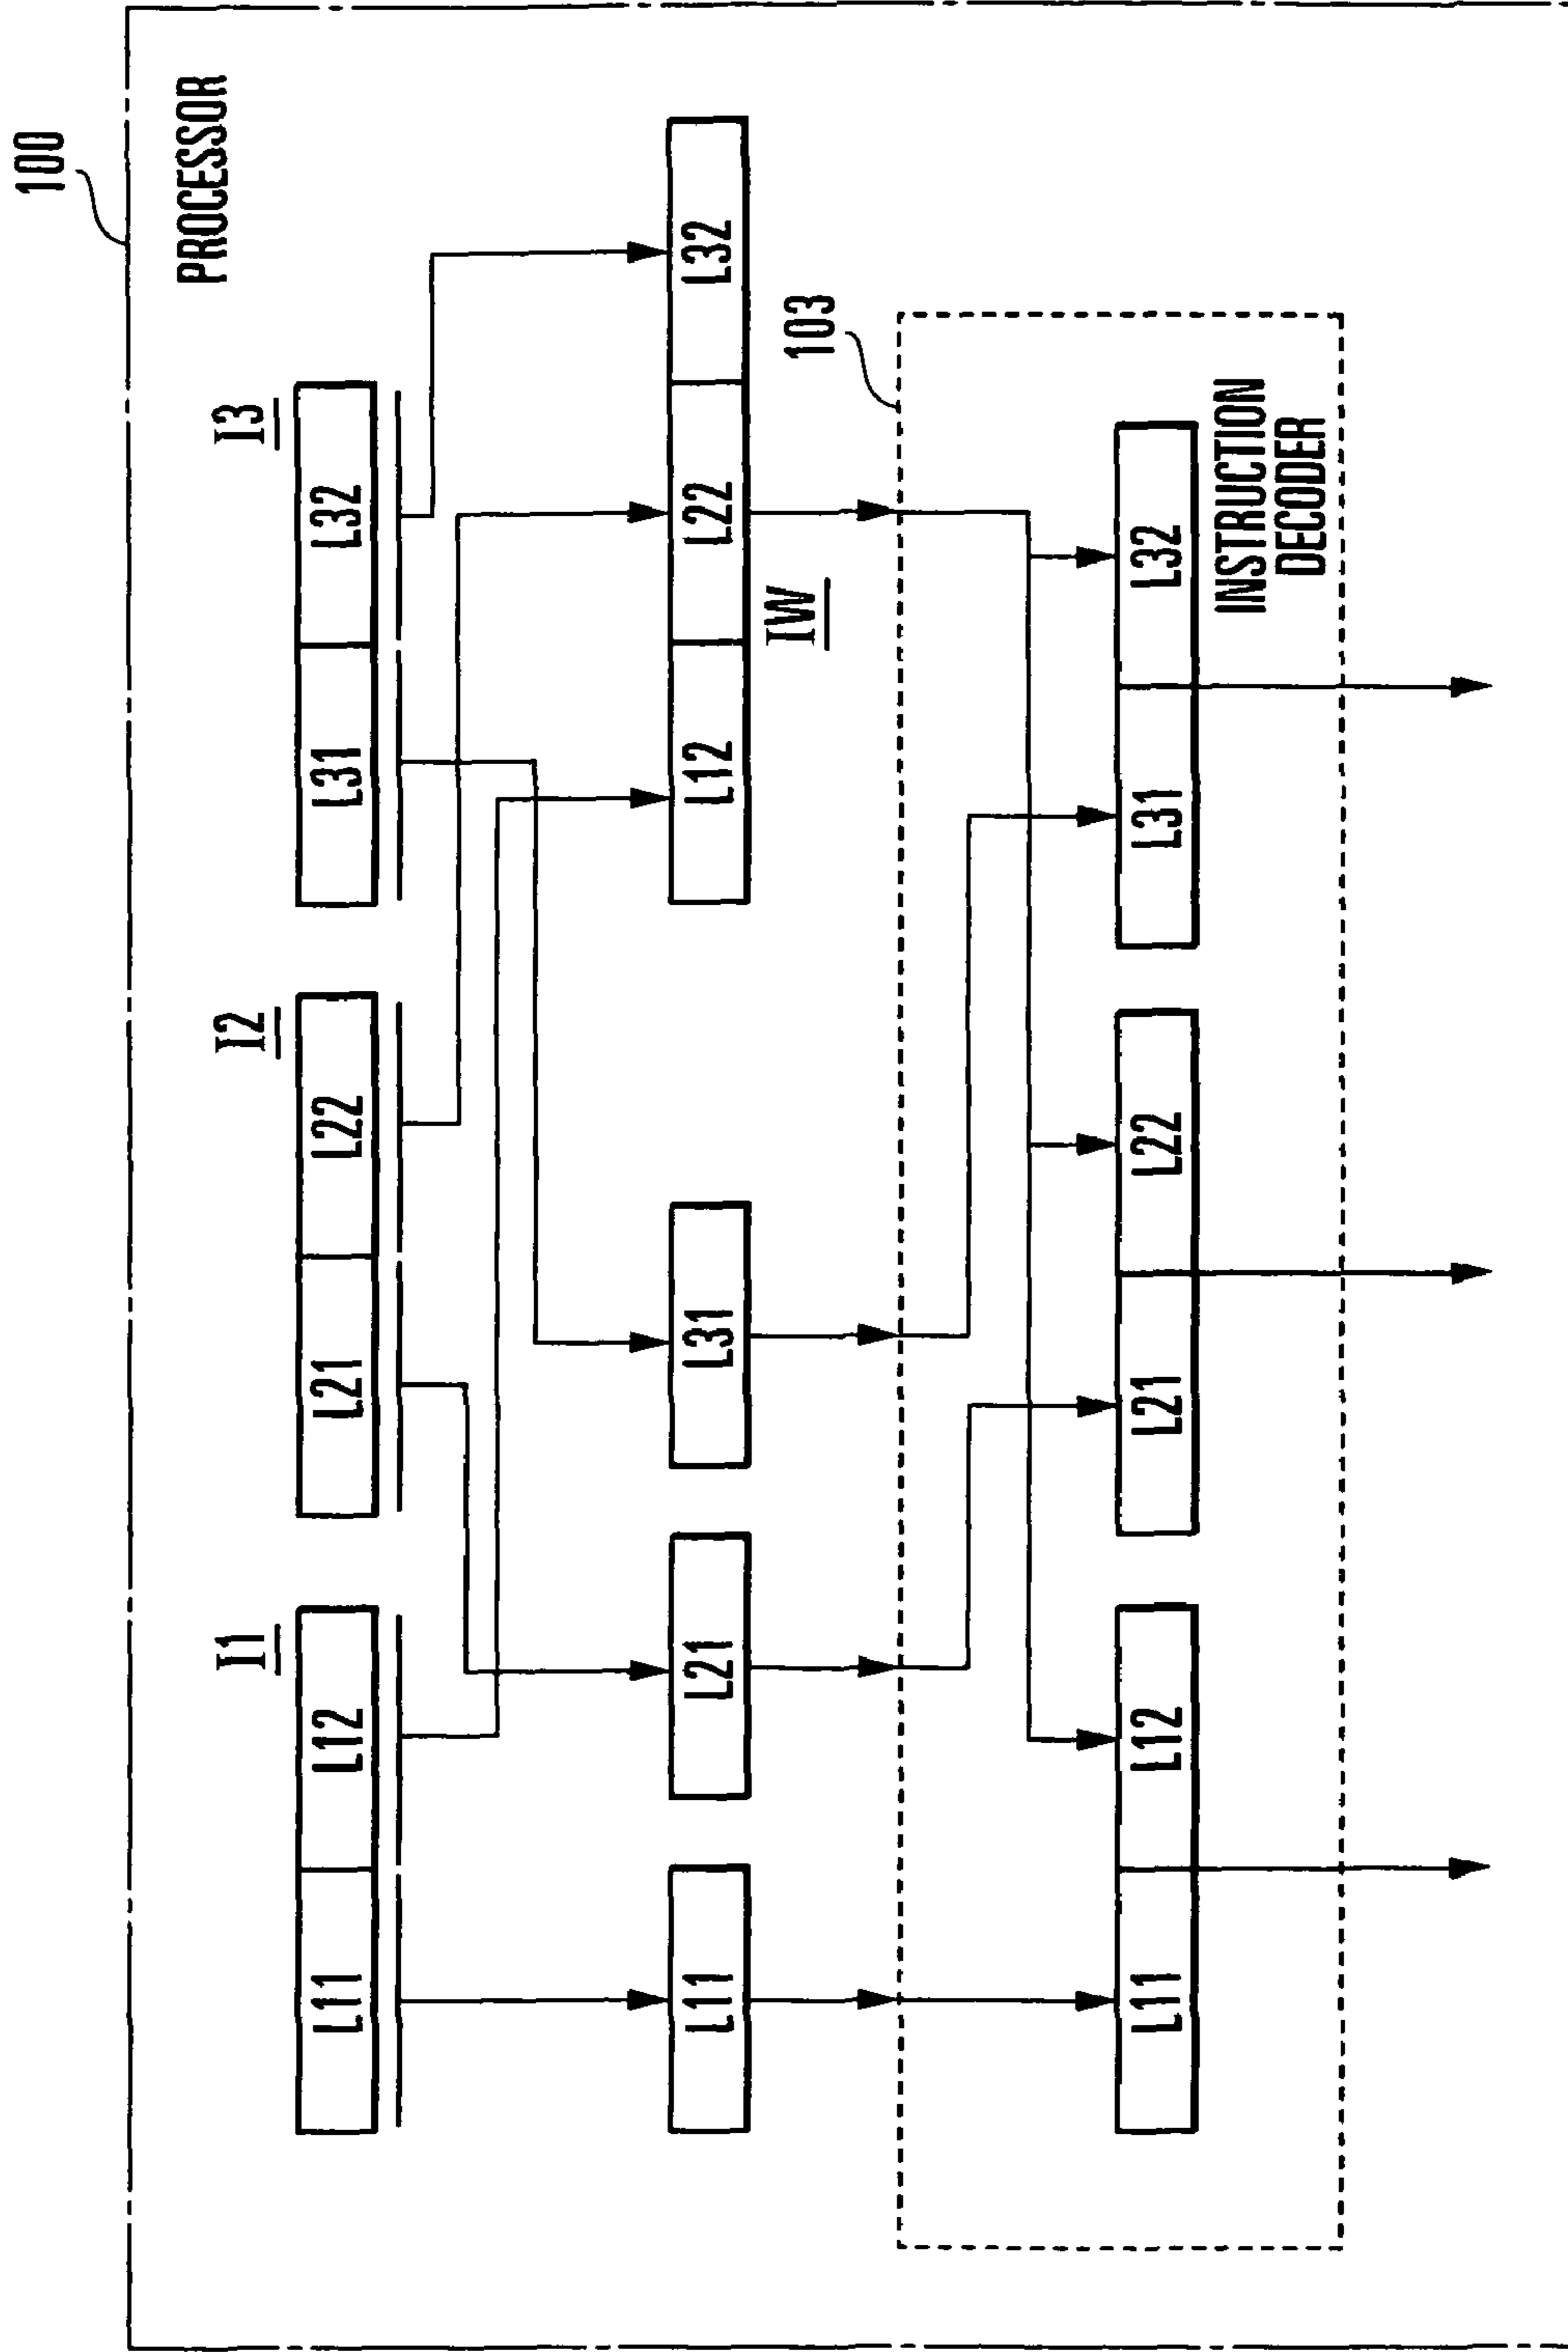 100
PROCESSOR
I1
I2
I3
L11
L12
L21
L22
L31
L32
L11
L21
L31
L12
L22
L32
IW
103
L11
L12
L21
L22
L31
L32
INSTRUCTION
DECODER